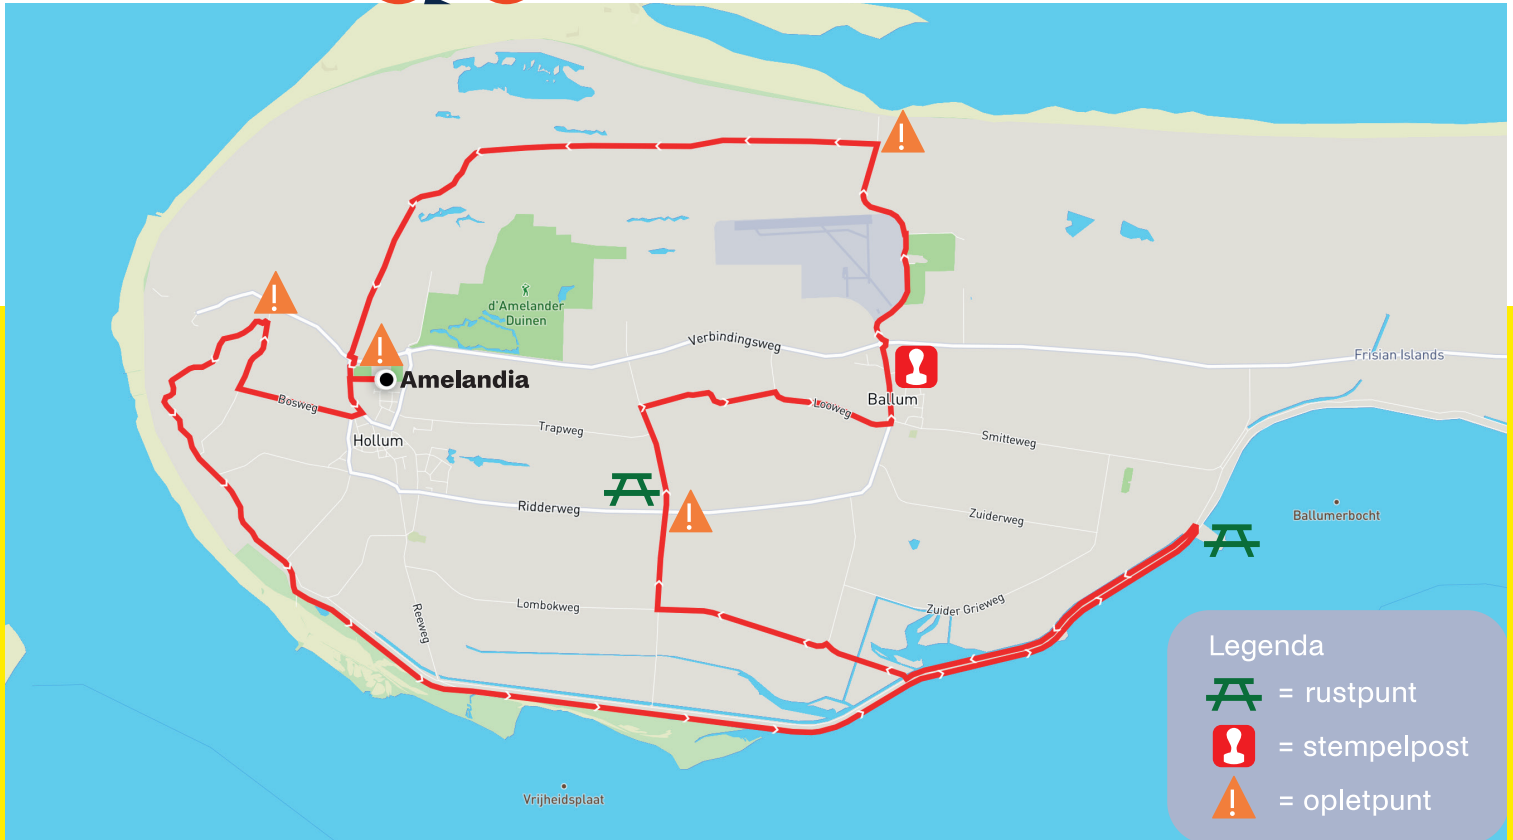 d'Amelander
Duinen
Verbindingsweg
Frisian Islands
Amelandia
Bosweg
Looweg
Ballum
Hollum
Trapweg
Smitteweg
Ridderweg
Zuiderweg
Ballumerbocht
Lombokweg
Reeweg
Zuider Grieweg
Vrijheidsplaat
Legenda
= rustpunt
= stempelpost
= opletpunt